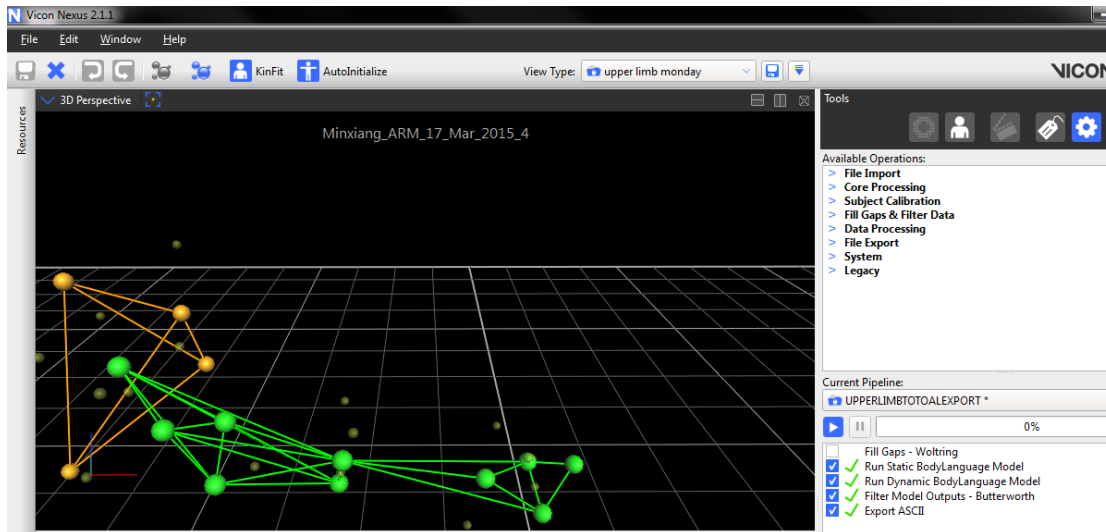 Vicon Nexus 2.1.1
File Edit Window Help
KinFit AutoInitialize View Type: upper limb monday VICON
Resources
3D Perspective
Minxiang_ARM_17_Mar_2015_4
Tools
Available Operations:
> File Import
> Core Processing
> Subject Calibration
> Fill Gaps & Filter Data
> Data Processing
> File Export
> System
> Legacy
Current Pipeline:
UPPERLIMBTOTOALEXPORT *
0%
Fill Gaps - Woltring
Run Static BodyLanguage Model
Run Dynamic BodyLanguage Model
Filter Model Outputs - Butterworth
Export ASCII